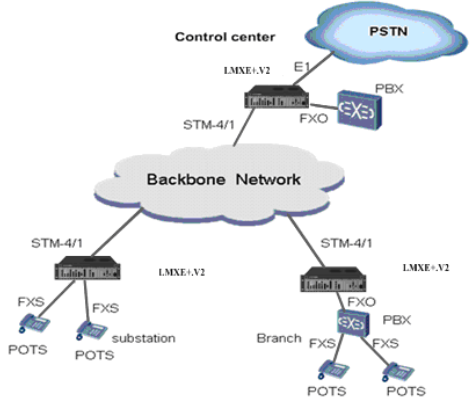 PSTN
Control center
E1
LMXE+.V2
PBX
FXO
STM-4/1
Backbone Network
STM-4/1
STM-4/1
LMXE+.V2
LMXE+.V2
FXS
FXS
FXO
PBX
substation
Branch
FXS
FXS
POTS
POTS
POTS
POTS